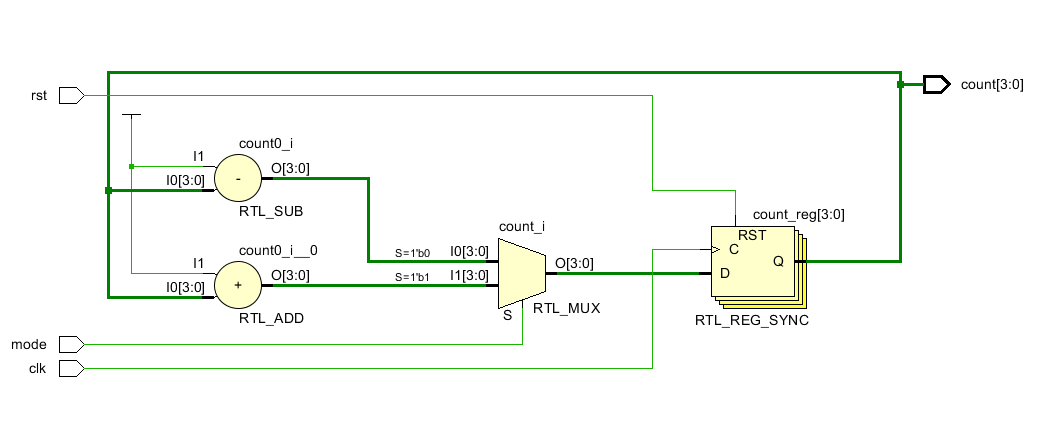 count[3:0]
rst
count0_i
I1
O[3:0]
I0[3:0]
-
RTL_SUB
count_reg[3:0]
count_i
RST
count0_i__0
S=1'b0
I0[3:0]
C
I1
O[3:0]
S=1'b1
I1[3:0]
O[3:0]
Q
D
I0[3:0]
+
RTL_ADD
S
RTL_MUX
RTL_REG_SYNC
mode
clk